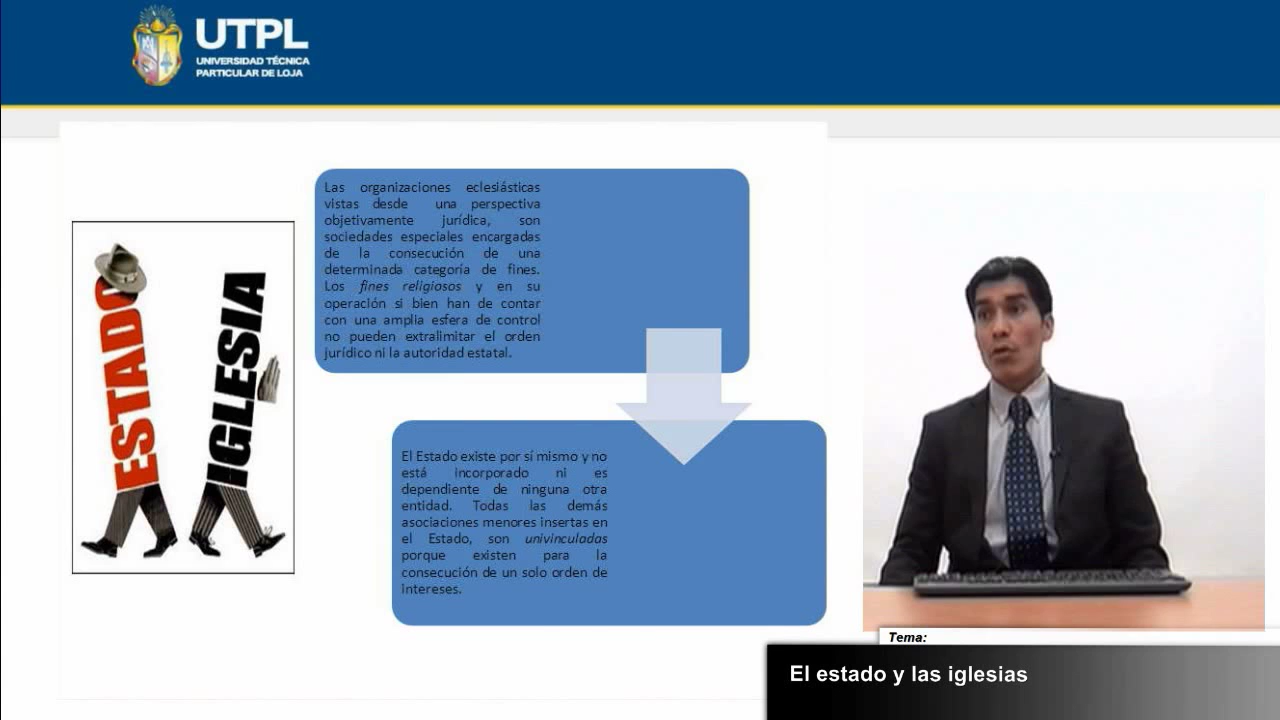 UTPL
UNIVERSIDAD TÉCNICA
PARTICULAR DE LOJA
ESTADO
IGLESIA
Las organizaciones eclesiásticas
vistas desde una perspectiva
objetivamente jurídica, son
sociedades especiales encargadas
de la consecución de una
determinada categoría de fines.
Los fines religiosos y en su
operación si bien han de contar
con una amplia esfera de control
no pueden extralimitar el orden
jurídico ni la autoridad estatal.
El Estado existe por sí mismo y no
está incorporado ni es
dependiente de ninguna otra
entidad. Todas las demás
asociaciones menores insertas en
el Estado, son univinculadas
porque existen para la
consecución de un solo orden de
intereses.
Tema:
El estado y las iglesias